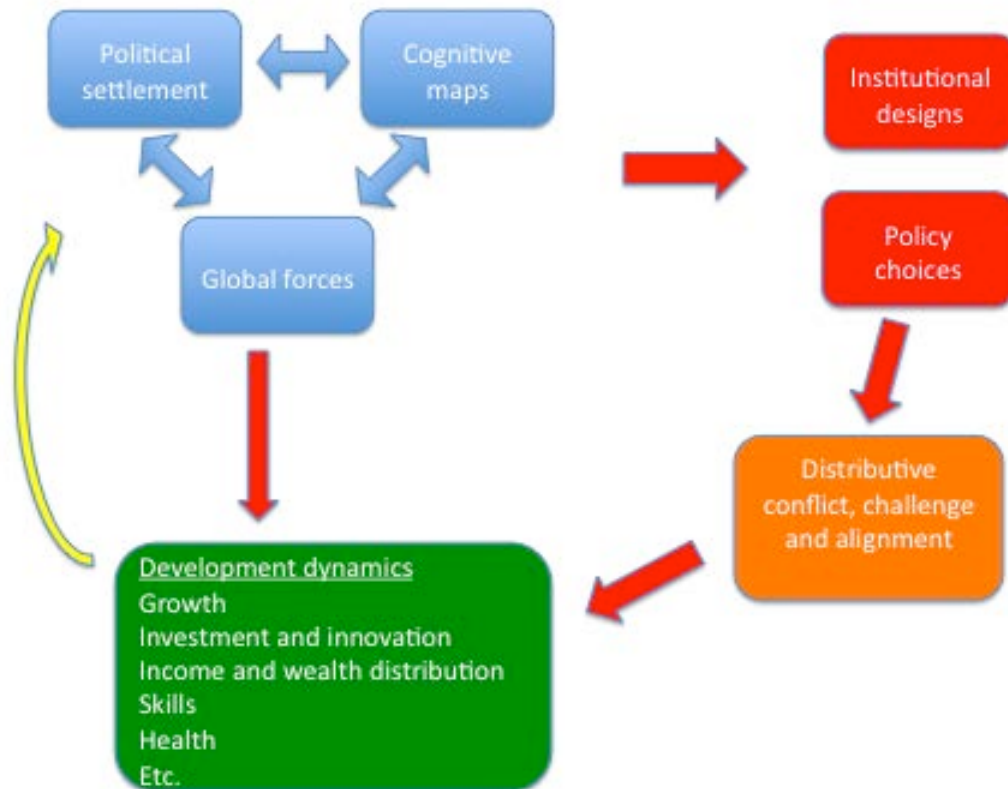 Political
settlement
Cognitive
maps
Global forces
Institutional
designs
Policy
choices
Distributive
conflict, challenge
and alignment
Development dynamics
Growth
Investment and innovation
Income and wealth distribution
Skills
Health
Etc.